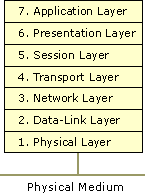 7. Application Layer
6. Presentation Layer
5. Session Layer
4. Transport Layer
3. Network Layer
2. Data-Link Layer
1. Physical Layer
Physical Medium